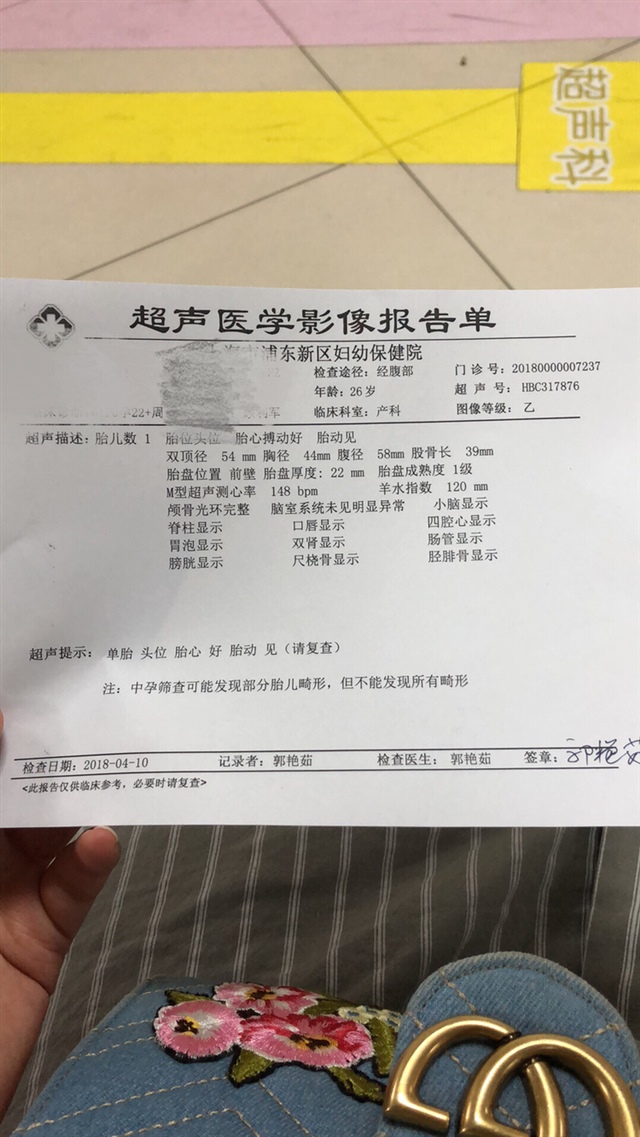 超声科
超声医学影像报告单
浦东新区妇幼保健院
检查途径: 经腹部 门诊号: 20180000007237
年龄: 26岁 超声号: HBC317876
22+周 临床科室: 产科 图像等级: 乙
超声描述: 胎儿数 1 胎位头位 胎心搏动好 胎动见
双顶径 54 mm 胸径 44mm 腹径 58mm 股骨长 39mm
胎盘位置 前壁 胎盘厚度: 22 mm 胎盘成熟度 1级
M型超声测心率 148 bpm 羊水指数 120 mm
颅骨光环完整 脑室系统未见明显异常 小脑显示
脊柱显示 口唇显示 四腔心显示
胃泡显示 双肾显示 肠管显示
膀胱显示 尺桡骨显示 胫腓骨显示
超声提示: 单胎 头位 胎心 好 胎动 见 (请复查)
注: 中孕筛查可能发现部分胎儿畸形, 但不能发现所有畸形
检查日期: 2018-04-10 记录者: 郭艳茹 检查医生: 郭艳茹 签章: 郭艳茹
<此报告仅供临床参考, 必要时请复查>